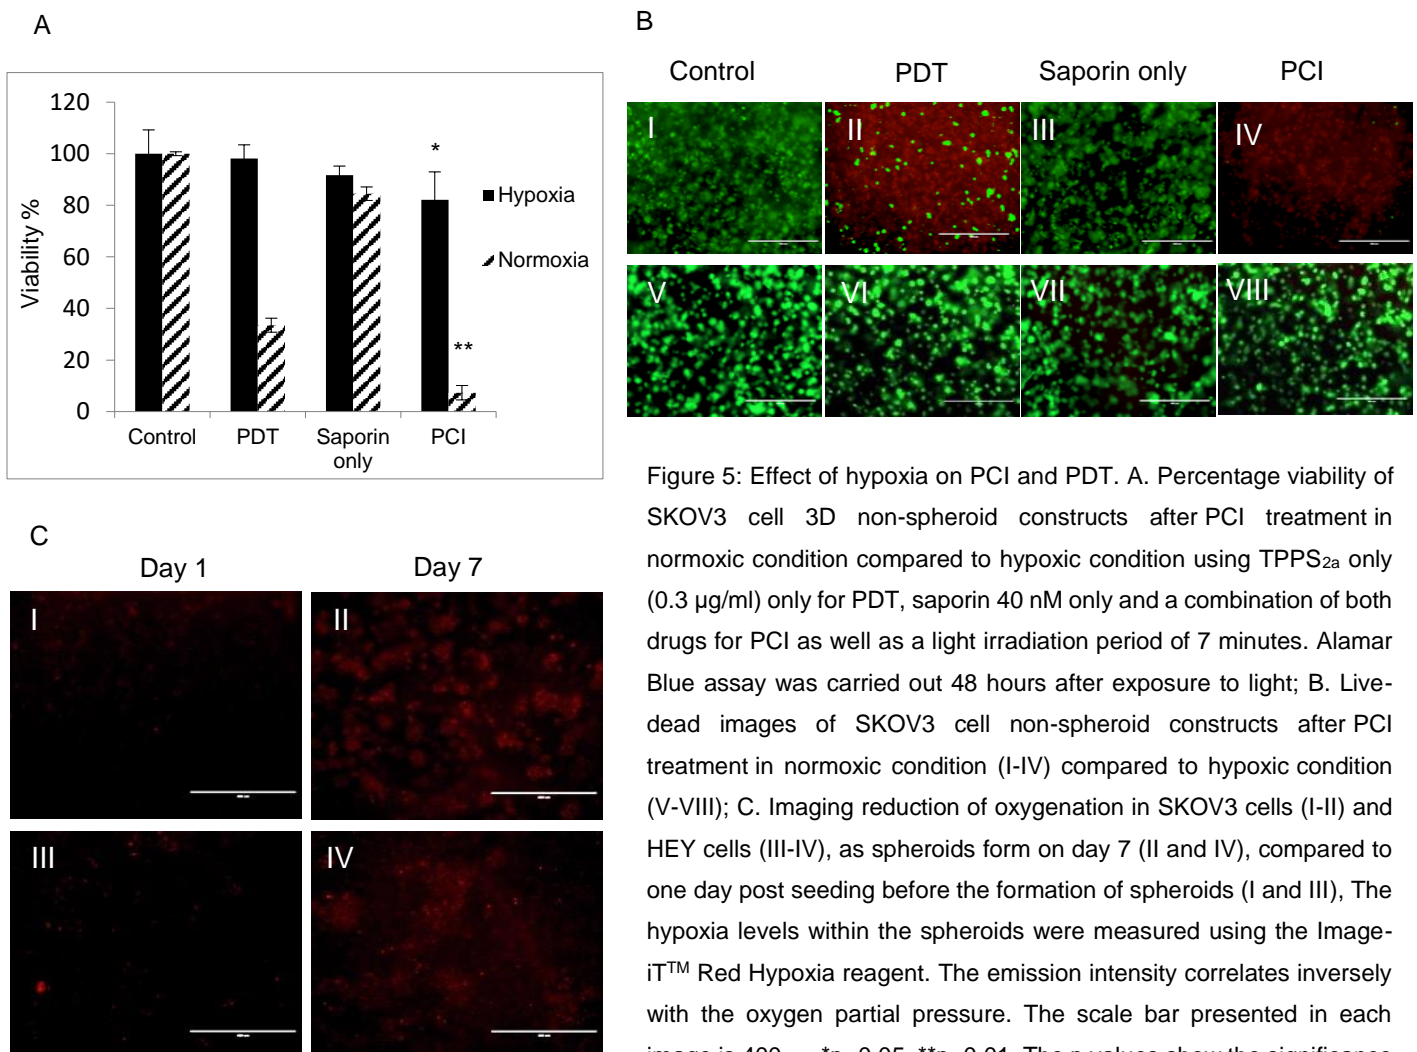 A
120
100
80
60
40
20
0
Viability %
*
**
Hypoxia
Normoxia
Control
PDT
Saporin
only
PCI
B
Control PDT Saporin only PCI
I II III IV
V VI VII VIII
C
Day 1 Day 7
I II
III IV
Figure 5: Effect of hypoxia on PCI and PDT. A. Percentage viability of
SKOV3 cell 3D non-spheroid constructs after PCI treatment in
normoxic condition compared to hypoxic condition using TPPS2a only
(0.3 µg/ml) only for PDT, saporin 40 nM only and a combination of both
drugs for PCI as well as a light irradiation period of 7 minutes. Alamar
Blue assay was carried out 48 hours after exposure to light; B. Live-
dead images of SKOV3 cell non-spheroid constructs after PCI
treatment in normoxic condition (I-IV) compared to hypoxic condition
(V-VIII); C. Imaging reduction of oxygenation in SKOV3 cells (I-II) and
HEY cells (III-IV), as spheroids form on day 7 (II and IV), compared to
one day post seeding before the formation of spheroids (I and III), The
hypoxia levels within the spheroids were measured using the Image-
iT™ Red Hypoxia reagent. The emission intensity correlates inversely
with the oxygen partial pressure. The scale bar presented in each
image is 400 The p values show the significance